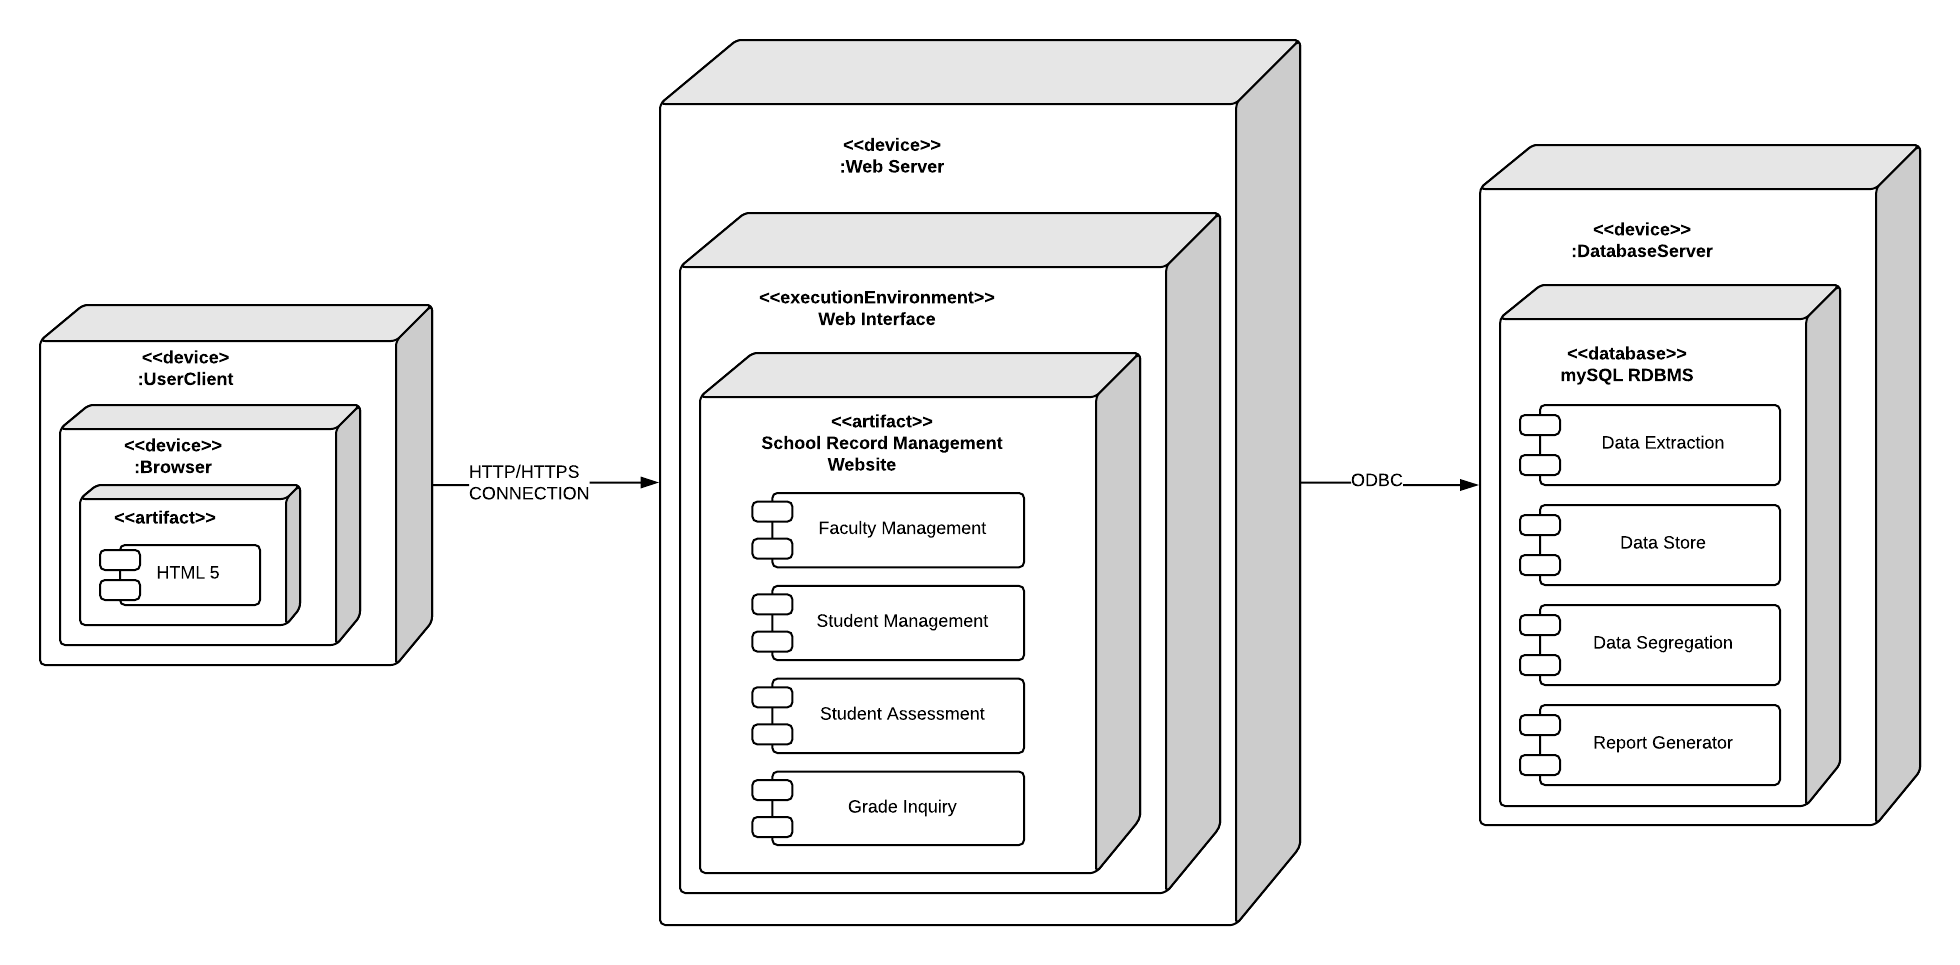 <<device>
:UserClient
<<device>>
:Browser
<<artifact>>
HTML 5
HTTP/HTTPS
CONNECTION
<<device>>
:Web Server
<<executionEnvironment>>
Web Interface
<<artifact>>
School Record Management
Website
Faculty Management
Student Management
Student Assessment
Grade Inquiry
ODBC
<<device>>
:DatabaseServer
<<database>>
mySQL RDBMS
Data Extraction
Data Store
Data Segregation
Report Generator